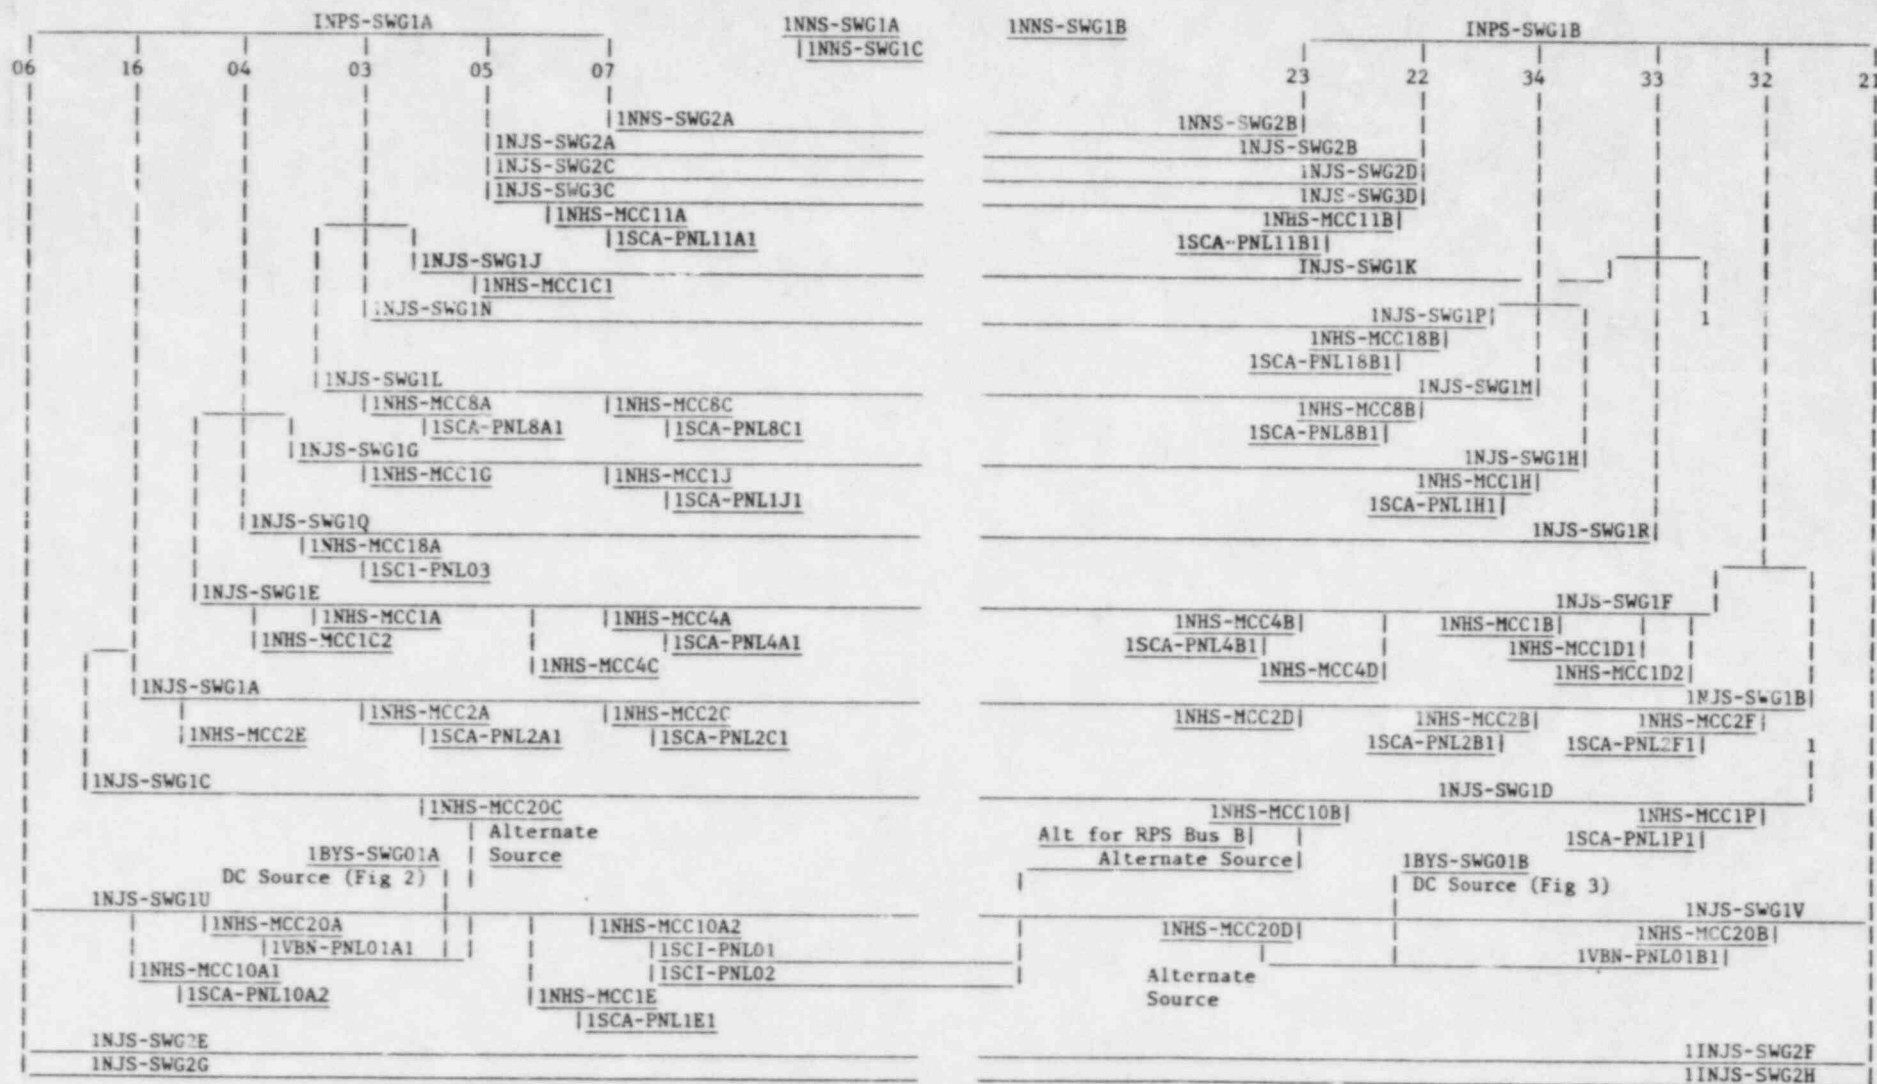 INPS-SWG1A 1NNS-SWG1A 1NNS-SWG1B INPS-SWG1B
1NNS-SWG1C
06 16 04 03 05 07 23 22 34 33 32 21
1NNS-SWG2A 1NNS-SWG2B
1NJS-SWG2A 1NJS-SWG2B
1NJS-SWG2C 1NJS-SWG2D
1NJS-SWG3C 1NJS-SWG3D
1NHS-MCC11A 1NHS-MCC11B
1SCA-PNL11A1 1SCA-PNL11B1
1NJS-SWG1J INJS-SWG1K
1NHS-MCC1C1
1NJS-SWG1N 1NJS-SWG1P 1
1NHS-MCC18B
1SCA-PNL18B1
1NJS-SWG1L 1NJS-SWG1M
1NHS-MCC8A 1NHS-MCC8C 1NHS-MCC8B
1SCA-PNL8A1 1SCA-PNL8C1 1SCA-PNL8B1
1NJS-SWG1G 1NJS-SWG1H
1NHS-MCC1G 1NHS-MCC1J 1NHS-MCC1H
1SCA-PNL1J1 1SCA-PNL1H1
1NJS-SWG1Q 1NJS-SWG1R
1NHS-MCC18A
1SCI-PNL03
1NJS-SWG1E 1NJS-SWG1F
1NHS-MCC1A 1NHS-MCC4A 1NHS-MCC4B 1NHS-MCC1B
1NHS-MCC1C2 1SCA-PNL4A1 1SCA-PNL4B1 1NHS-MCC1D1
1NHS-MCC4C 1NHS-MCC4D 1NHS-MCC1D2
1NJS-SWG1A 1NJS-SWG1B
1NHS-MCC2A 1NHS-MCC2C 1NHS-MCC2D 1NHS-MCC2B 1NHS-MCC2F
1NHS-MCC2E 1SCA-PNL2A1 1SCA-PNL2C1 1SCA-PNL2B1 1SCA-PNL2F1 1
1NJS-SWG1C 1NJS-SWG1D
1NHS-MCC20C 1NHS-MCC10B 1NHS-MCC1P
Alternate Alt for RPS Bus B 1SCA-PNL1P1
1BYS-SWG01A Source Alternate Source 1BYS-SWG01B
DC Source (Fig 2) DC Source (Fig 3)
1NJS-SWG1U 1NJS-SWG1V
1NHS-MCC20A 1NHS-MCC10A2 1NHS-MCC20D 1NHS-MCC20B
1VBN-PNL01A1 1SCI-PNL01 1VBN-PNL01B1
1NHS-MCC10A1 1SCI-PNL02 Alternate
1SCA-PNL10A2 1NHS-MCC1E Source
1SCA-PNL1E1
1NJS-SWG2E 1INJS-SWG2F
1NJS-SWG2G 1INJS-SWG2H